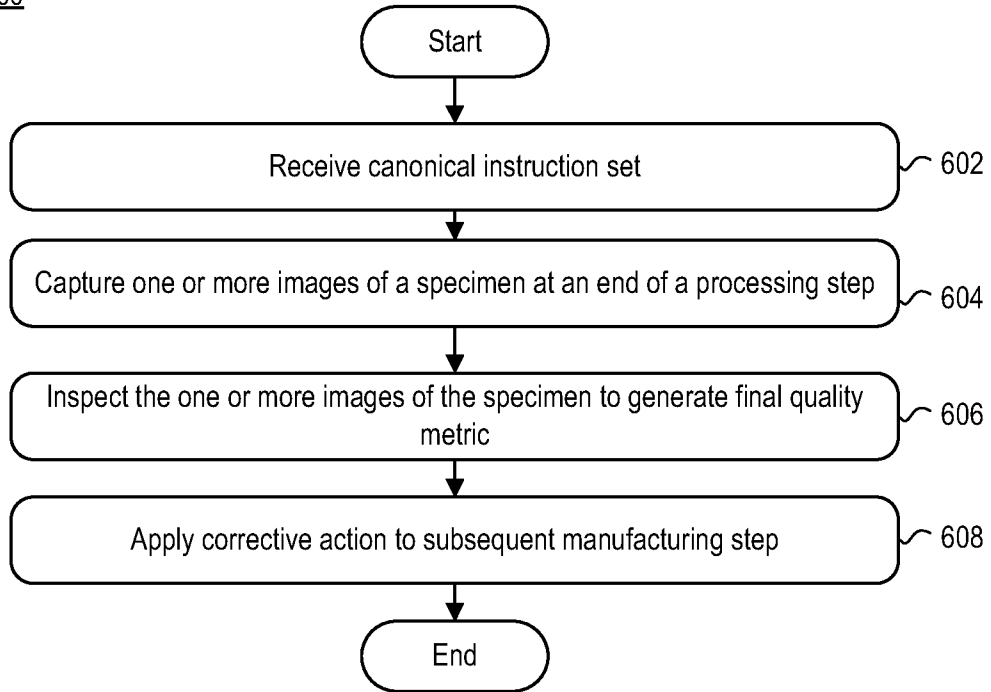 Start
Receive canonical instruction set
602
Capture one or more images of a specimen at an end of a processing step
604
Inspect the one or more images of the specimen to generate final quality
metric
606
Apply corrective action to subsequent manufacturing step
608
End